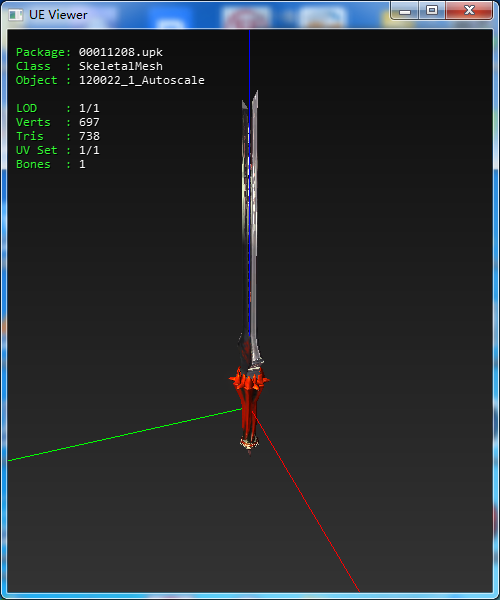 UE Viewer
Package: 00011208.upk
Class : SkeletalMesh
Object : 120022_1_Autoscale
LOD : 1/1
Verts : 697
Tris : 738
UV Set : 1/1
Bones : 1